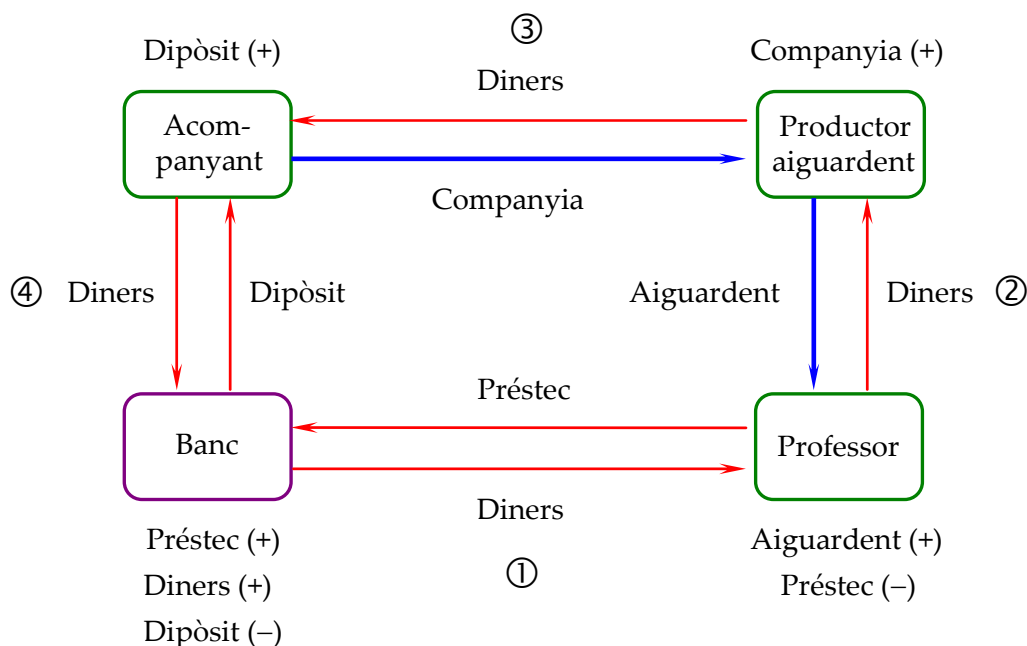 ③
Dipòsit (+)
Companyia (+)
Diners
Acom-
panyant
Productor
aiguardent
Companyia
④ Diners
Dipòsit
Aiguardent
Diners ②
Préstec
Banc
Professor
Diners
Préstec (+)
Diners (+)
Dipòsit (–)
①
Aiguardent (+)
Préstec (–)